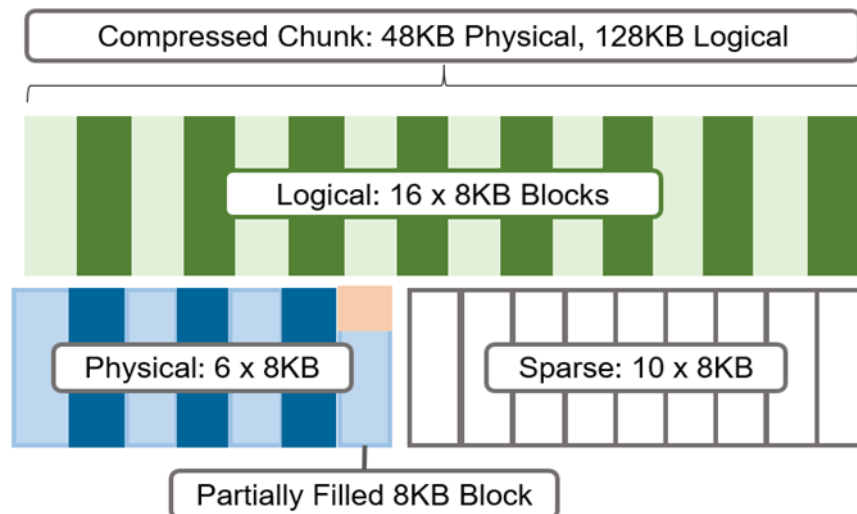 Compressed Chunk: 48KB Physical, 128KB Logical
Logical: 16 x 8KB Blocks
Physical: 6 x 8KB
Sparse: 10 x 8KB
Partially Filled 8KB Block